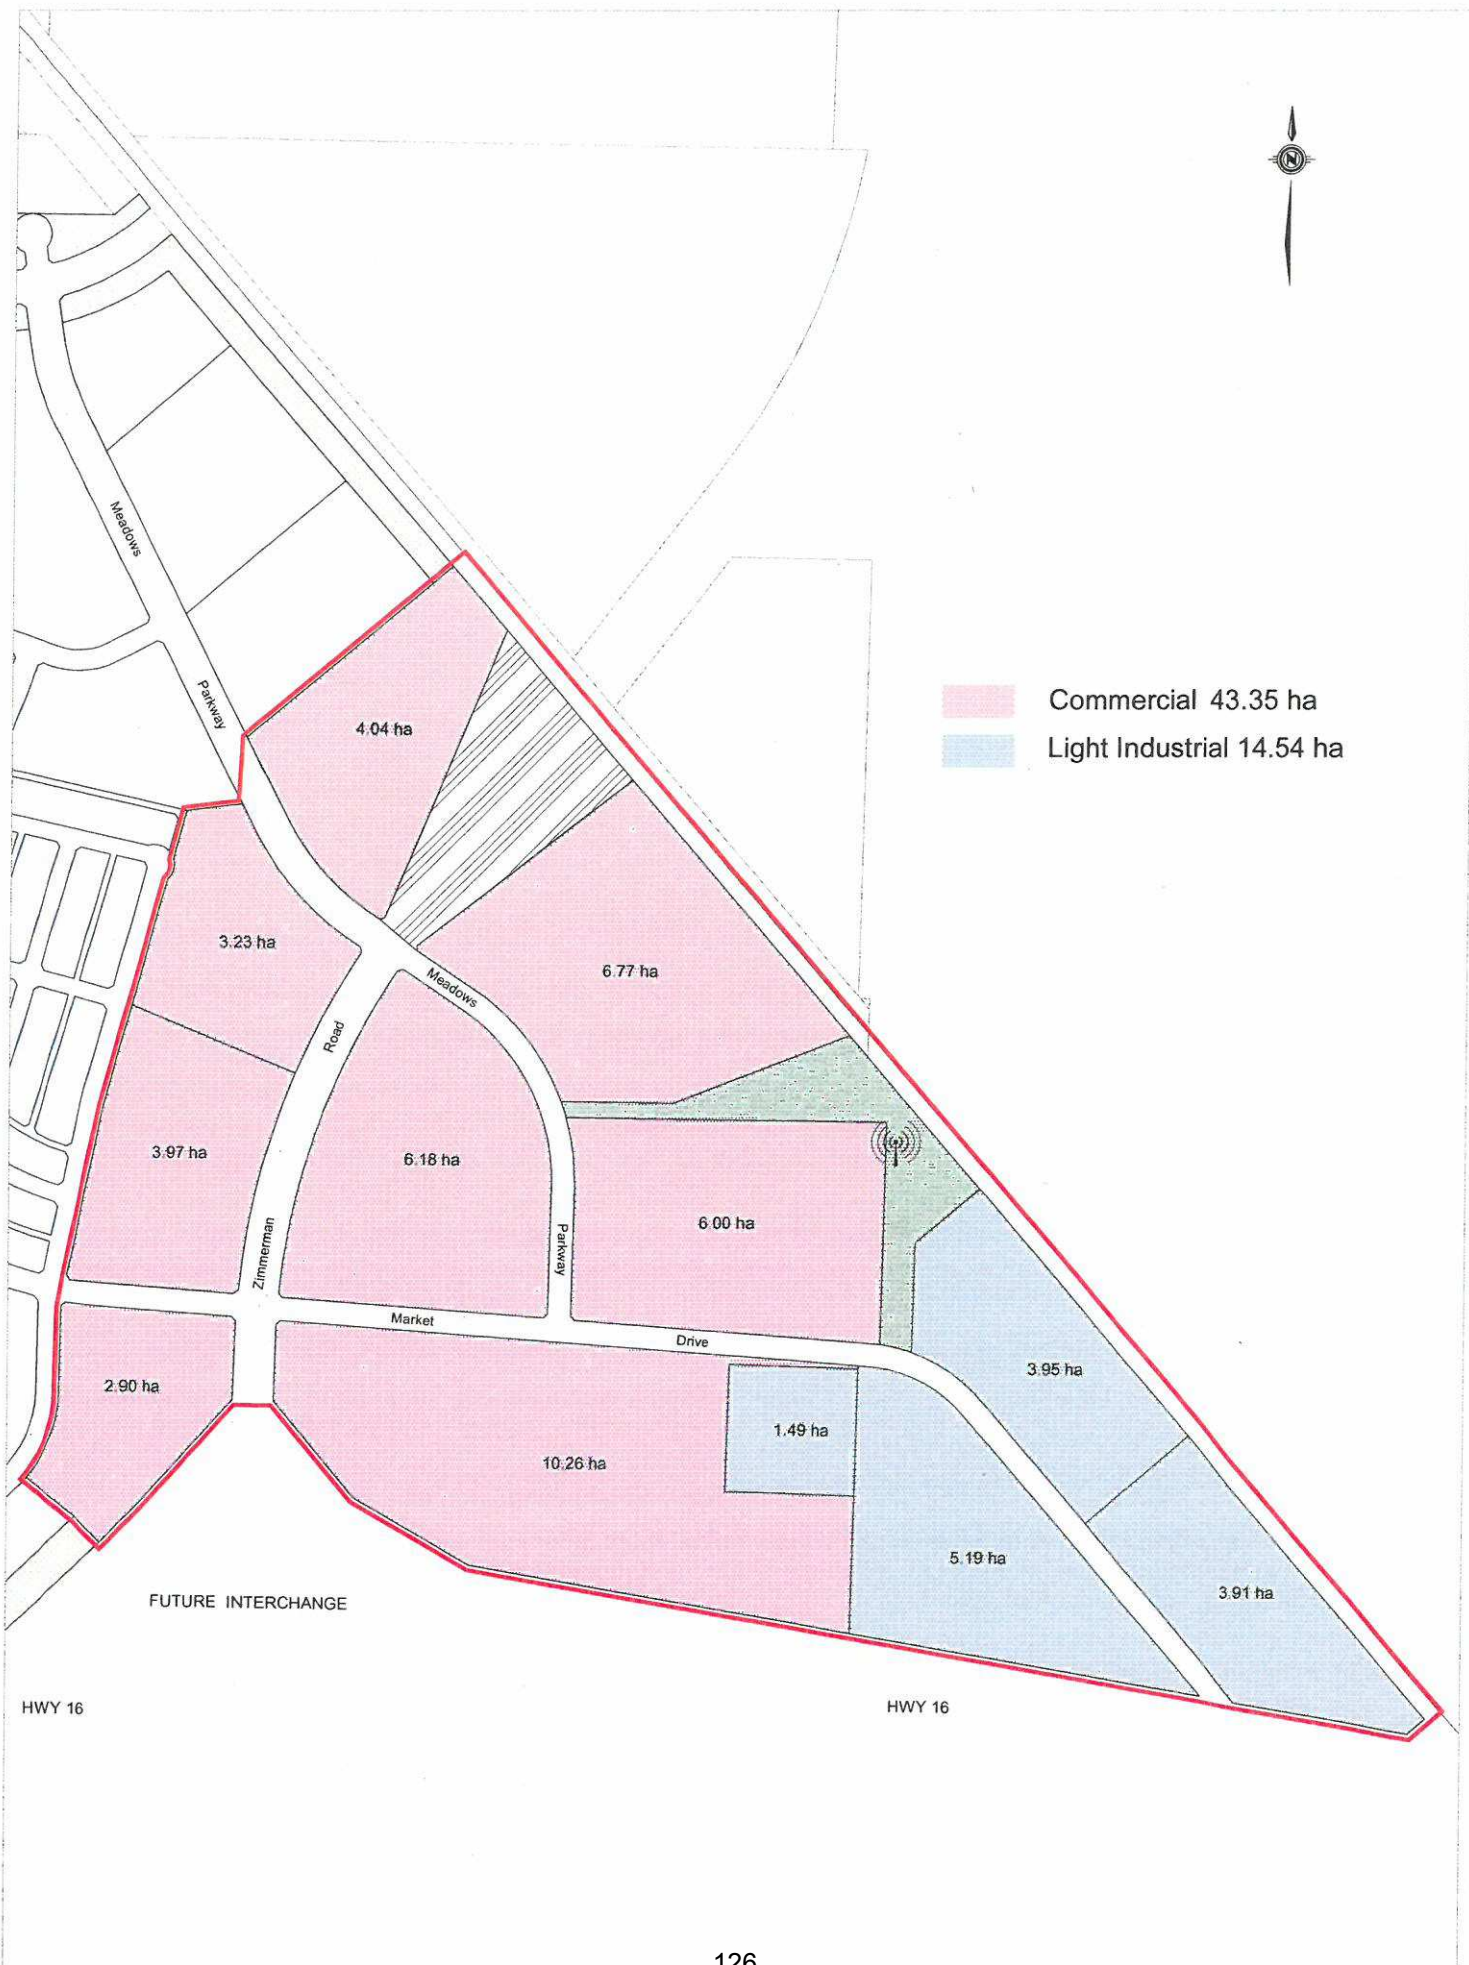 N
Meadows
Parkway
4.04 ha
Commercial 43.35 ha
Light Industrial 14.54 ha
3.23 ha
6.77 ha
Meadows
Road
3.97 ha
6.18 ha
6.00 ha
Zimmerman
Parkway
Market
Drive
2.90 ha
3.95 ha
1.49 ha
10.26 ha
5.19 ha
3.91 ha
FUTURE INTERCHANGE
HWY 16
HWY 16
126